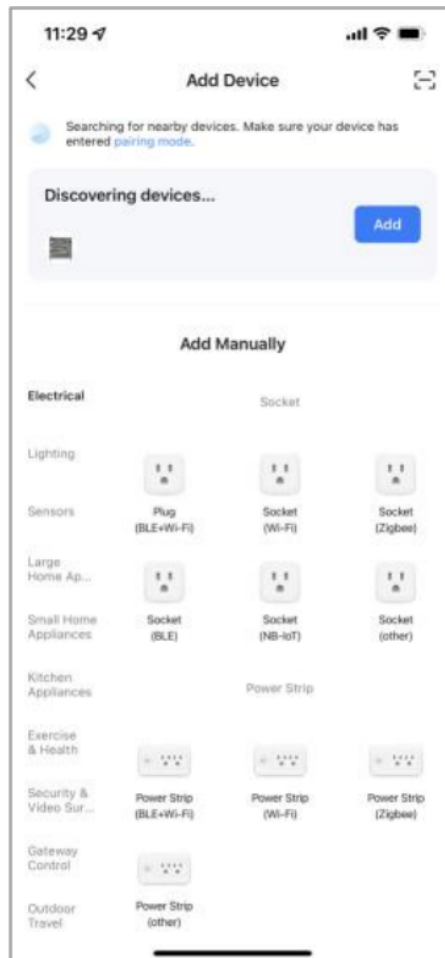 11:29
Add Device
Searching for nearby devices. Make sure your device has
entered pairing mode.
Discovering devices...
Add
Add Manually
Electrical
Socket
Lighting
Sensors
Plug
(BLE+Wi-Fi)
Socket
(Wi-Fi)
Socket
(Zigbee)
Large
Home Ap...
Small Home
Appliances
Socket
(BLE)
Socket
(NB-IoT)
Socket
(other)
Kitchen
Appliances
Power Strip
Exercise
& Health
Security &
Video Sur...
Power Strip
(BLE+Wi-Fi)
Power Strip
(Wi-Fi)
Power Strip
(Zigbee)
Gateway
Control
Outdoor
Travel
Power Strip
(other)